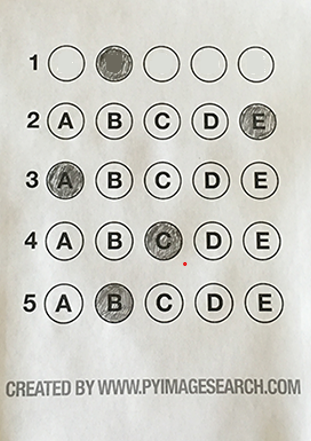 1
2 A B C D E
3 A B C D E
4 A B C D E
5 A B C D E
CREATED BY WWW.PYIMAGESEARCH.COM